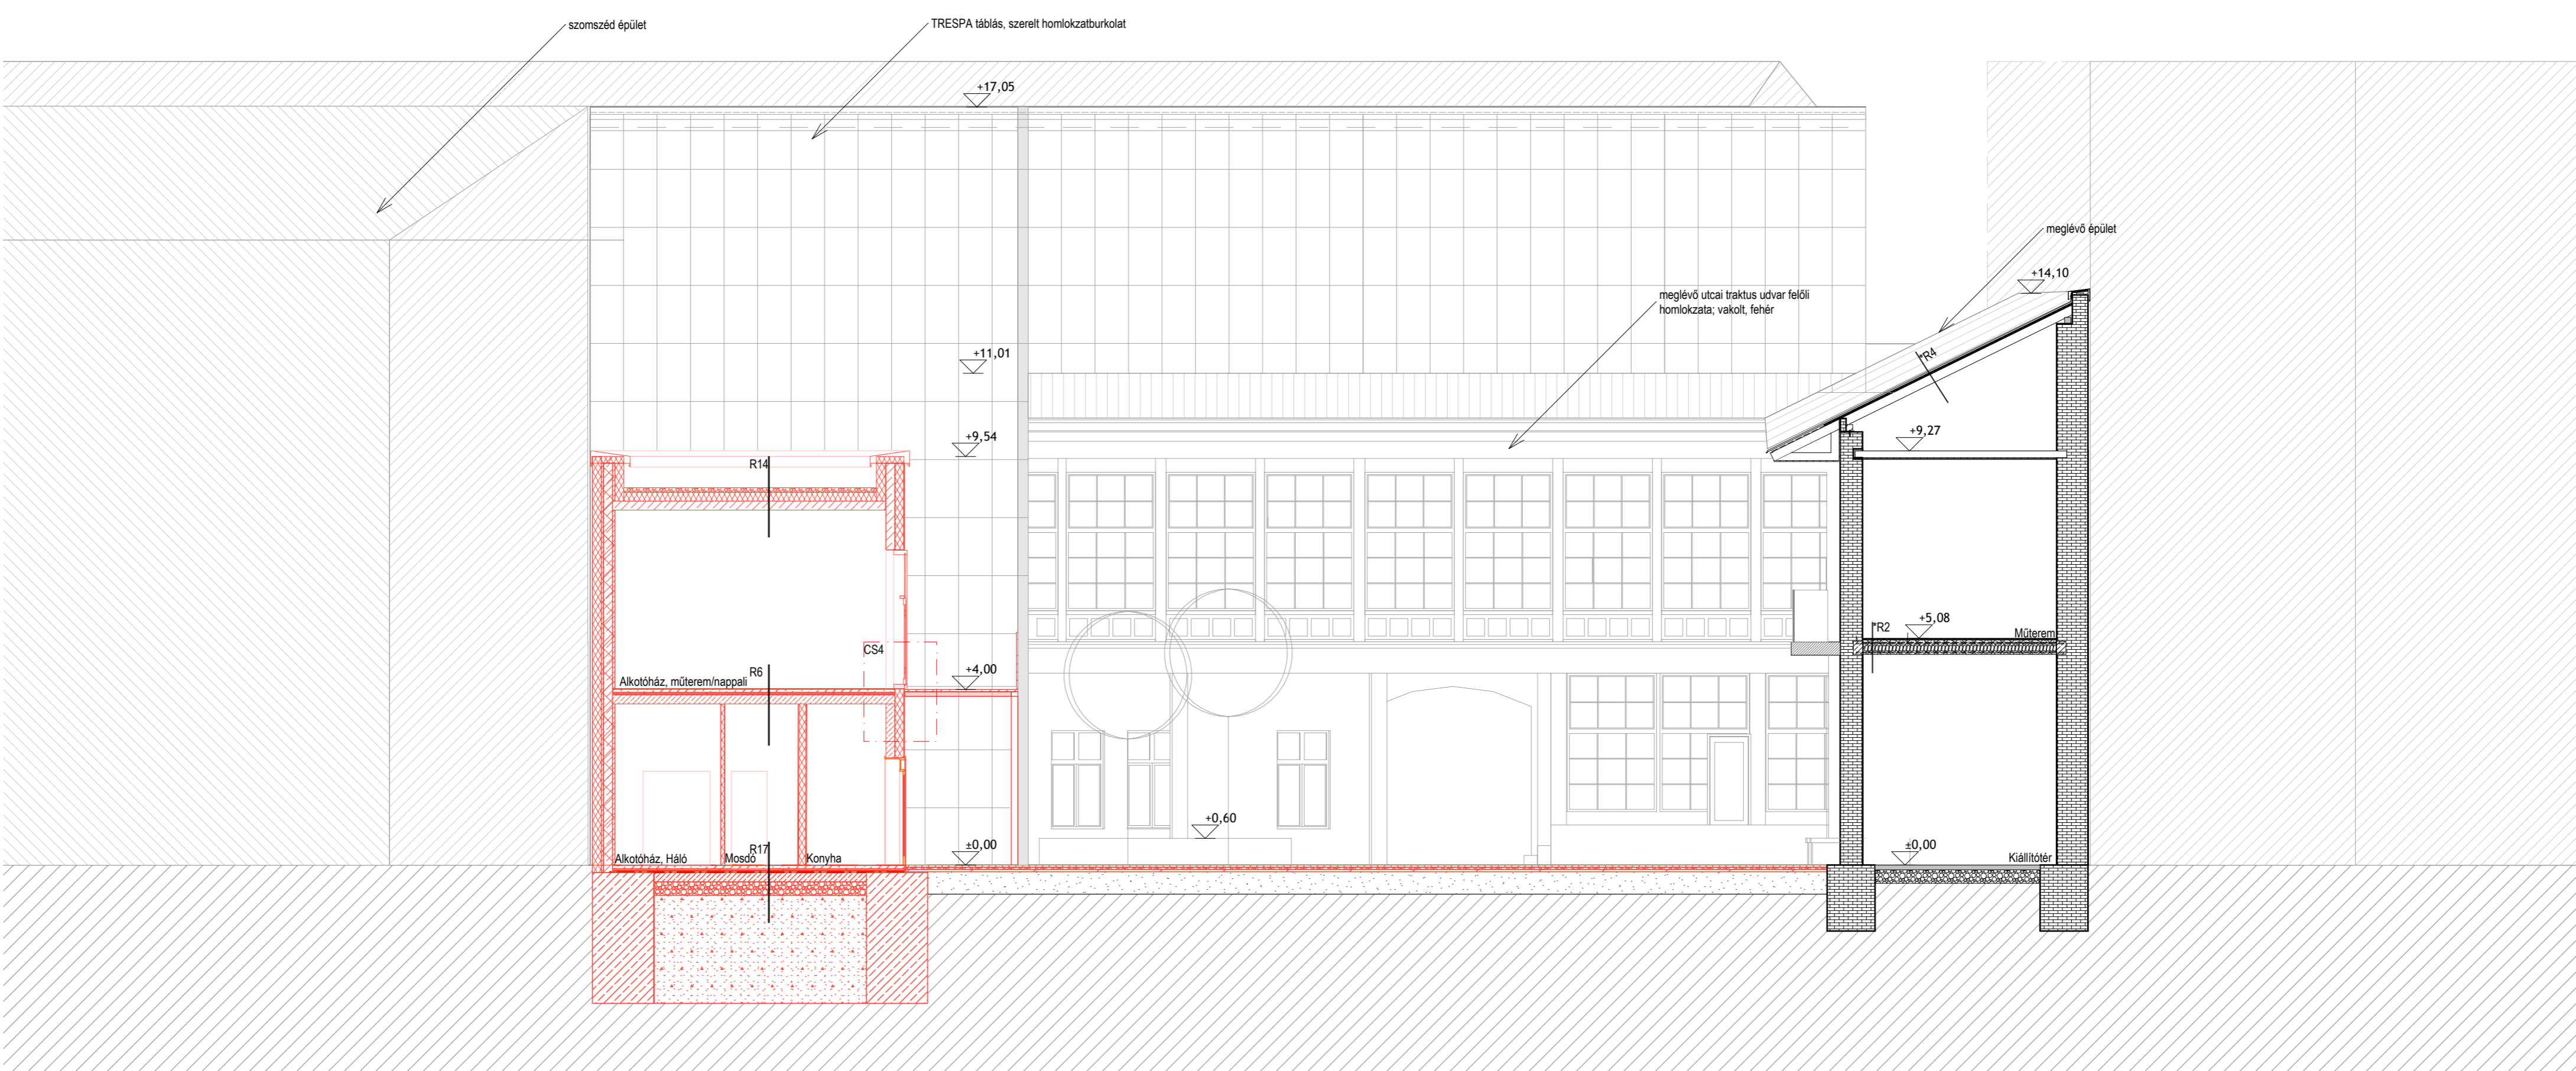 szomszéd épület
TRESPA táblás, szerelt homlokzatburkolat
+17,05
meglévő épület
+14,10
meglévő utcai traktus udvar felőli
homlokzata; vakolt, fehér
+11,01
*R4
+9,54
+9,27
R14
+5,08
*R2
Műterem
CS4
+4,00
R6
Alkotóház, műterem/nappali
+0,60
±0,00
±0,00
R17
Alkotóház, Háló
Mosdó
Konyha
Kiállítótér